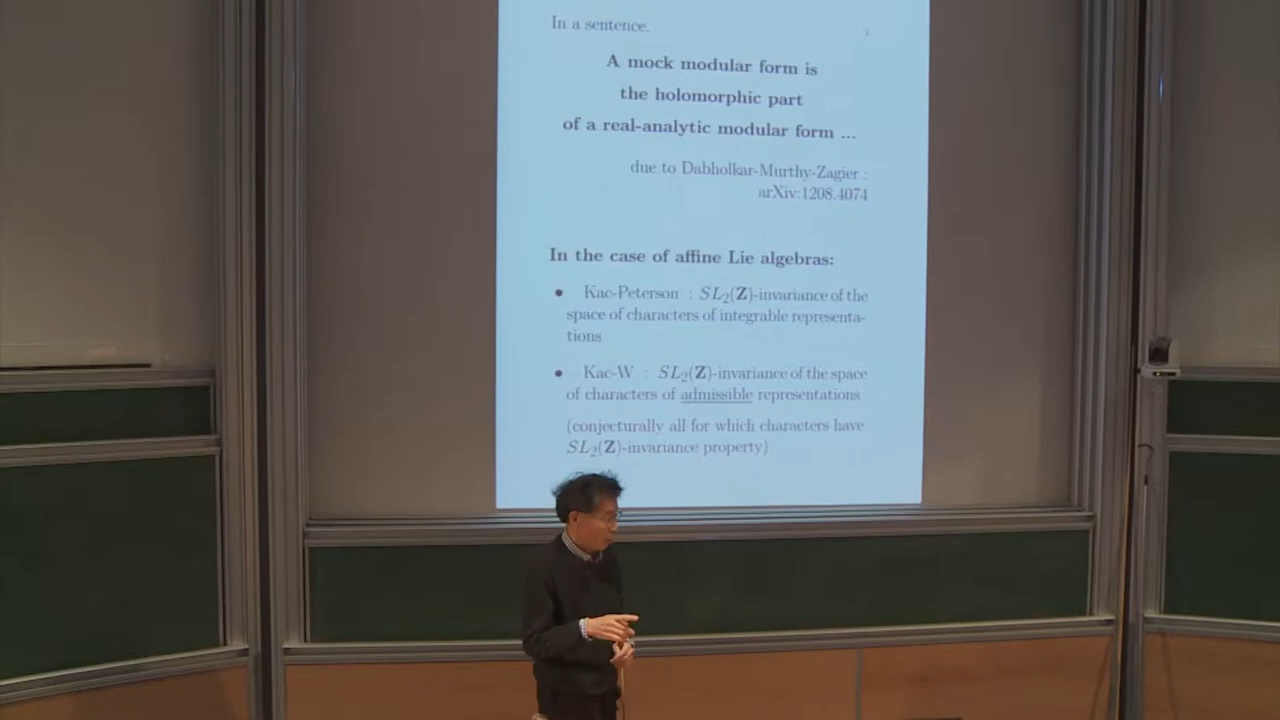 In a sentence.
A mock modular form is
the holomorphic part
of a real-analytic modular form ...
due to Dabholkar-Murthy-Zagier :
arXiv:1208.4074
In the case of affine Lie algebras:
• Kac-Peterson : SL₂(Z)-invariance of the
space of characters of integrable representa-
tions
• Kac-W : SL₂(Z)-invariance of the space
of characters of admissible representations
(conjecturally all for which characters have
SL₂(Z)-invariance property)